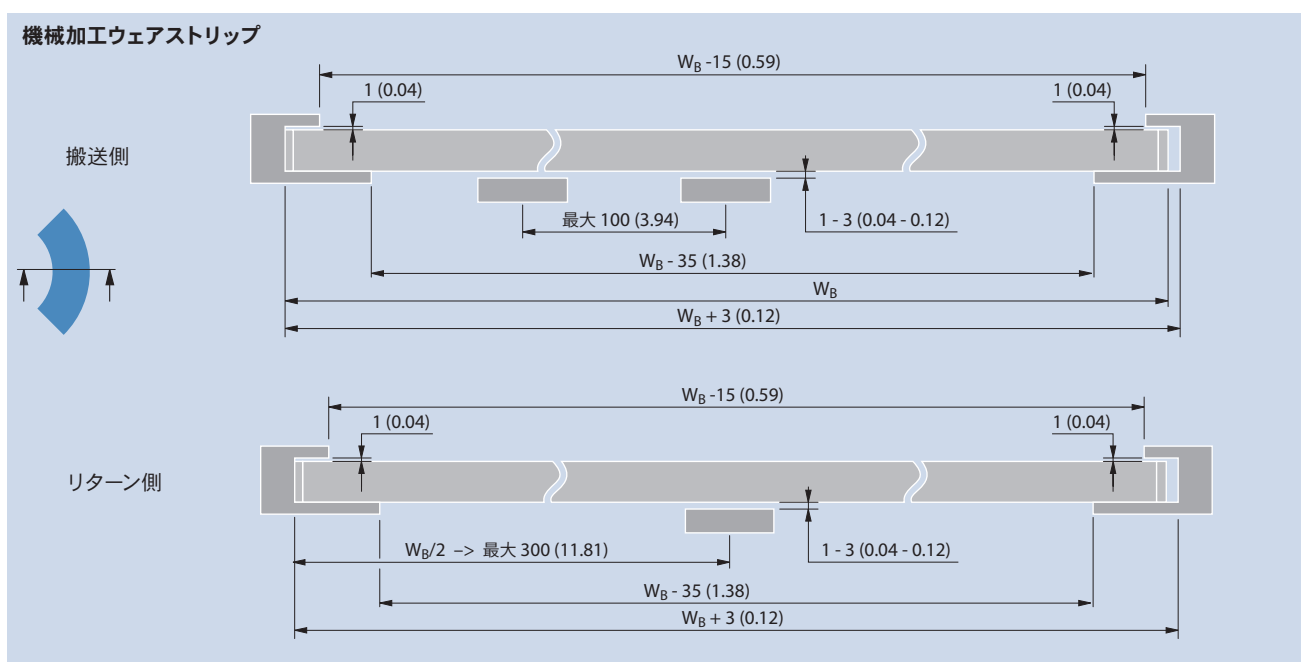 機械加工ウェアストリップ
W_B -15 (0.59)
1 (0.04)
1 (0.04)
搬送側
最大 100 (3.94)
1 - 3 (0.04 - 0.12)
W_B - 35 (1.38)
W_B
W_B + 3 (0.12)
W_B -15 (0.59)
1 (0.04)
1 (0.04)
リターン側
W_B/2 –> 最大 300 (11.81)
1 - 3 (0.04 - 0.12)
W_B - 35 (1.38)
W_B + 3 (0.12)